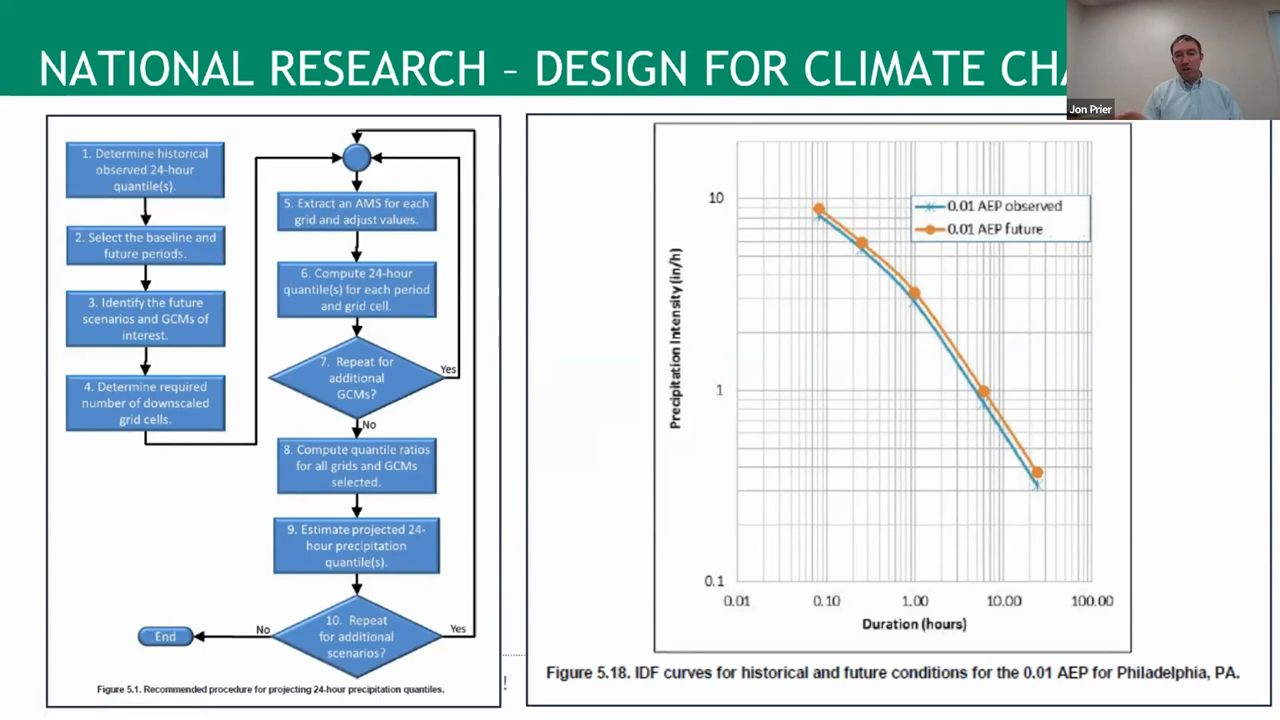 NATIONAL RESEARCH – DESIGN FOR CLIMATE CHA
Jon Prier
1. Determine historical
observed 24-hour
quantile(s).
2. Select the baseline and
future periods.
3. Identify the future
scenarios and GCMs of
interest.
4. Determine required
number of downscaled
grid cells.
5. Extract an AMS for each
grid and adjust values.
6. Compute 24-hour
quantile(s) for each period
and grid cell.
7. Repeat for
additional
GCMs?
Yes
No
8. Compute quantile ratios
for all grids and GCMs
selected.
9. Estimate projected 24-
hour precipitation
quantile(s).
10. Repeat
for additional
scenarios?
Yes
No
End
Figure 5.1. Recommended procedure for projecting 24-hour precipitation quantiles.
!
0.01 AEP observed
0.01 AEP future
Precipitation Intensity (in/h)
10
1
0.1
0.01 0.10 1.00 10.00 100.00
Duration (hours)
Figure 5.18. IDF curves for historical and future conditions for the 0.01 AEP for Philadelphia, PA.